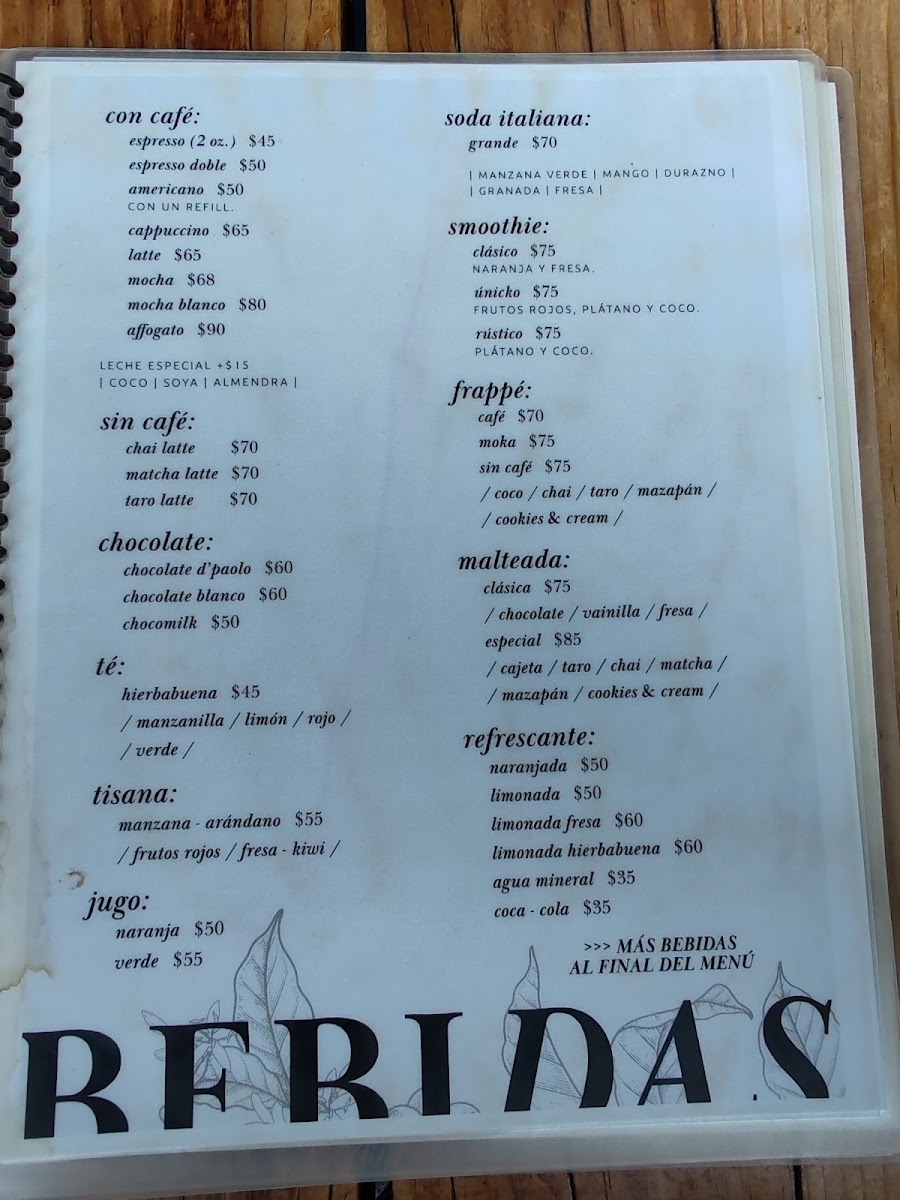 con café:
espresso (2 oz.) $45
espresso doble $50
americano $50
CON UN REFILL.
cappuccino $65
latte $65
mocha $68
mocha blanco $80
affogato $90
LECHE ESPECIAL +$15
| COCO | SOYA | ALMENDRA |
sin café:
chai latte $70
matcha latte $70
taro latte $70
chocolate:
chocolate d'paolo $60
chocolate blanco $60
chocomilk $50
té:
hierbabuena $45
/ manzanilla / limón / rojo /
/ verde /
tisana:
manzana - arándano $55
/ frutos rojos / fresa - kiwi /
jugo:
naranja $50
verde $55
soda italiana:
grande $70
| MANZANA VERDE | MANGO | DURAZNO |
| GRANADA | FRESA |
smoothie:
clásico $75
NARANJA Y FRESA.
únicko $75
FRUTOS ROJOS, PLÁTANO Y COCO.
rústico $75
PLÁTANO Y COCO.
frappé:
café $70
moka $75
sin café $75
/ coco / chai / taro / mazapán /
/ cookies & cream /
malteada:
clásica $75
/ chocolate / vainilla / fresa /
especial $85
/ cajeta / taro / chai / matcha /
/ mazapán / cookies & cream /
refrescante:
naranjada $50
limonada $50
limonada fresa $60
limonada hierbabuena $60
agua mineral $35
coca - cola $35
>>> MÁS BEBIDAS
AL FINAL DEL MENÚ
BEBIDAS